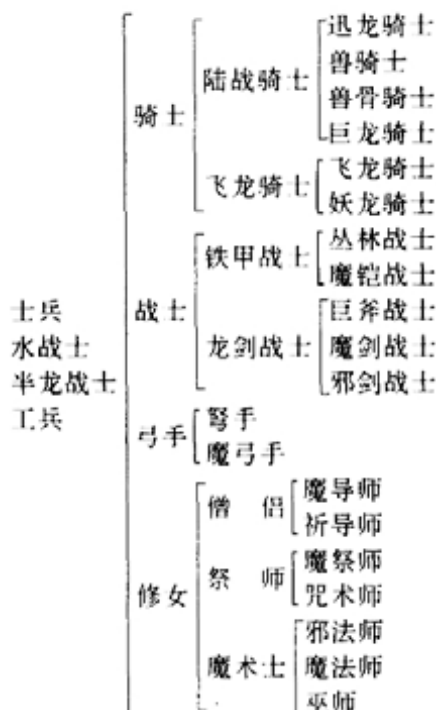 迅龙骑士
陆战骑士
兽骑士
兽骨骑士
骑士
巨龙骑士
飞龙骑士
飞龙骑士
妖龙骑士
铁甲战士
丛林战士
魔铠战士
士兵
战士
巨斧战士
水战士
龙剑战士
魔剑战士
半龙战士
邪剑战士
工兵
弓手
弩手
魔弓手
僧侣
魔导师
祈导师
祭师
魔祭师
咒术师
修女
邪法师
魔术士
魔法师
巫师